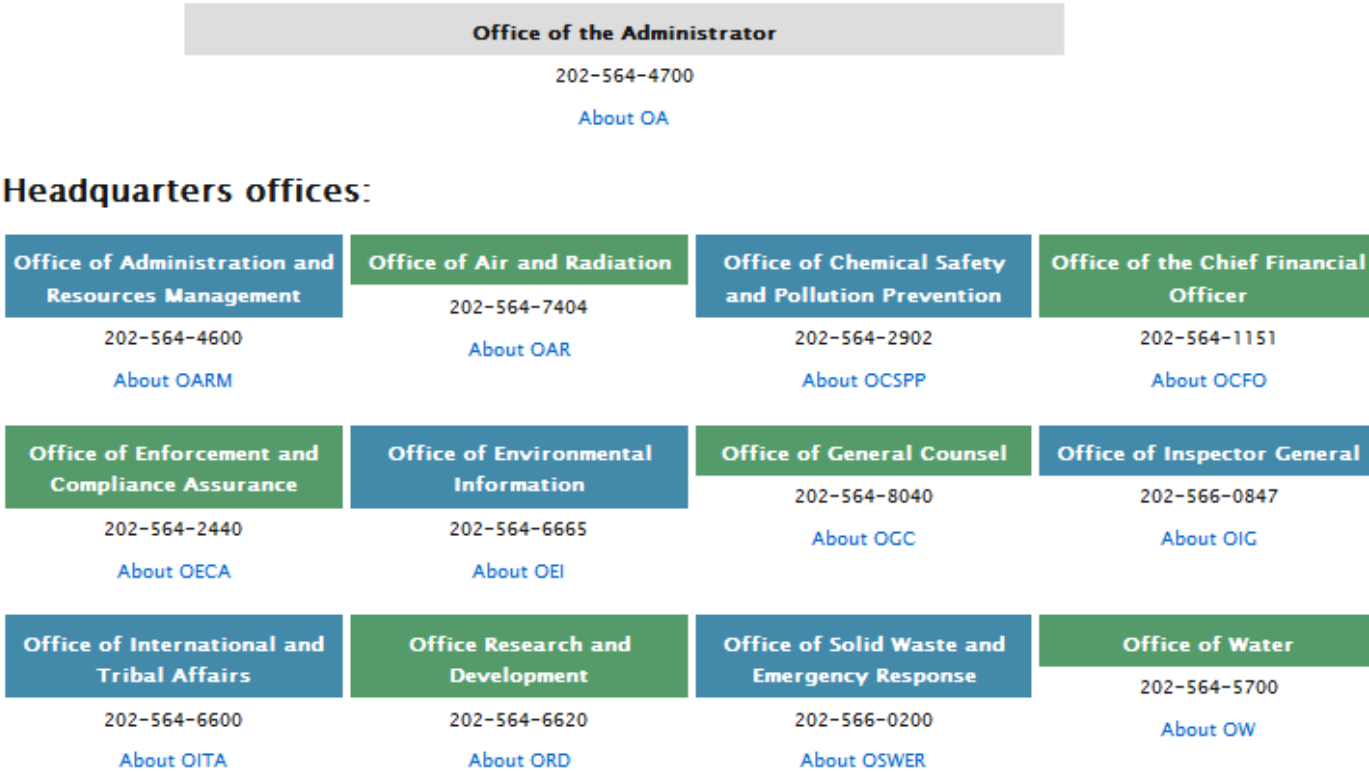 Office of the Administrator
202-564-4700
About OA
Headquarters offices:
Office of Administration and
Resources Management
202-564-4600
About OARM
Office of Air and Radiation
202-564-7404
About OAR
Office of Chemical Safety
and Pollution Prevention
202-564-2902
About OCSPP
Office of the Chief Financial
Officer
202-564-1151
About OCFO
Office of Enforcement and
Compliance Assurance
202-564-2440
About OECA
Office of Environmental
Information
202-564-6665
About OEI
Office of General Counsel
202-564-8040
About OGC
Office of Inspector General
202-566-0847
About OIG
Office of International and
Tribal Affairs
202-564-6600
About OITA
Office Research and
Development
202-564-6620
About ORD
Office of Solid Waste and
Emergency Response
202-566-0200
About OSWER
Office of Water
202-564-5700
About OW